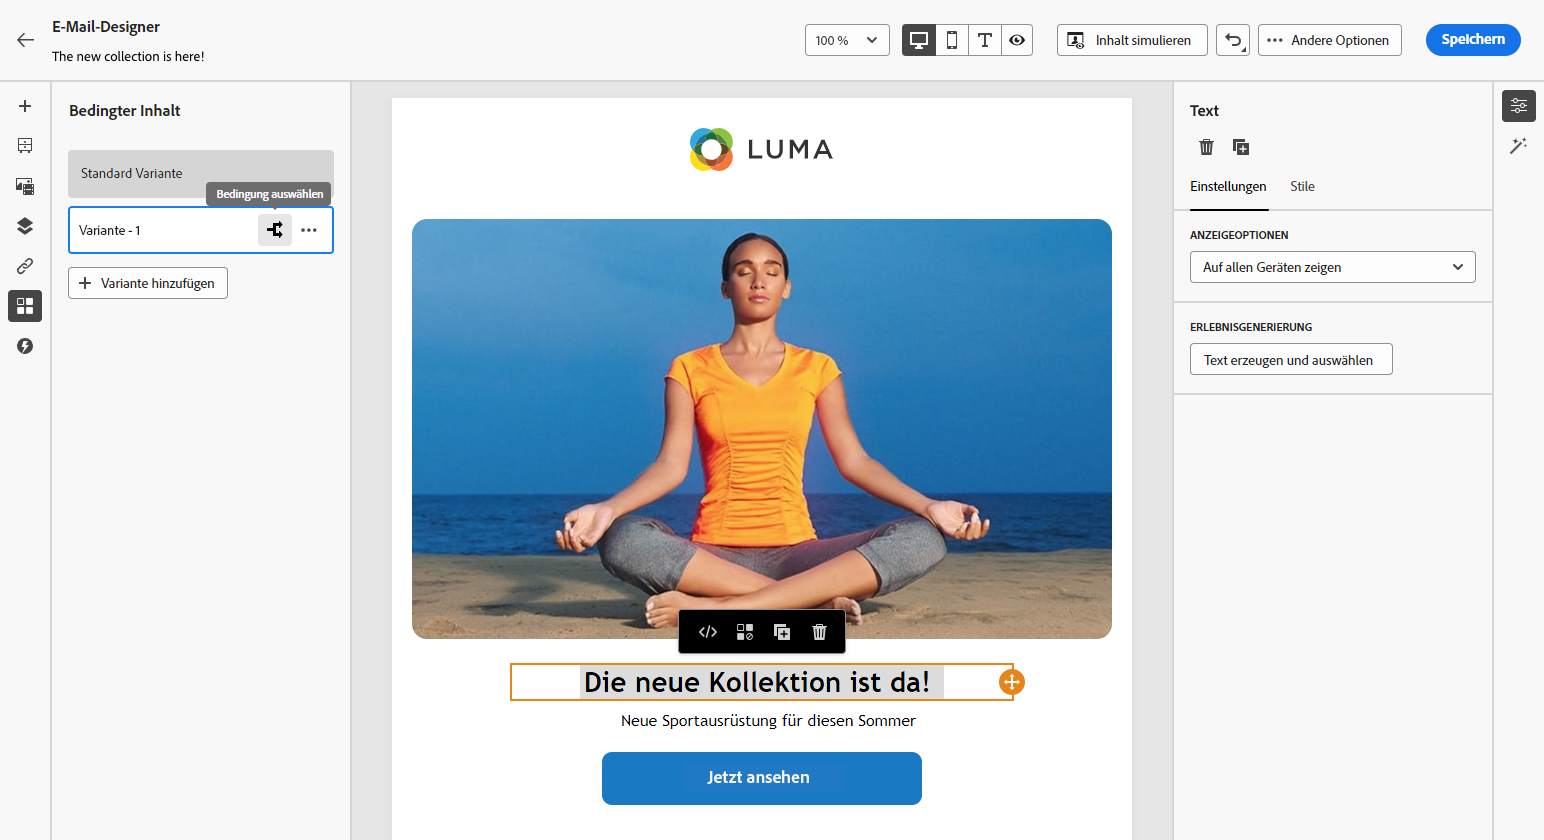 E-Mail-Designer
The new collection is here!
100 %
Inhalt simulieren
Andere Optionen
Speichern
Bedingter Inhalt
Standard Variante
Bedingung auswählen
Variante - 1
Variante hinzufügen
LUMA
Die neue Kollektion ist da!
Neue Sportausrüstung für diesen Sommer
Jetzt ansehen
Text
Einstellungen
Stile
ANZEIGEOPTIONEN
Auf allen Geräten zeigen
ERLEBNISGENERIERUNG
Text erzeugen und auswählen